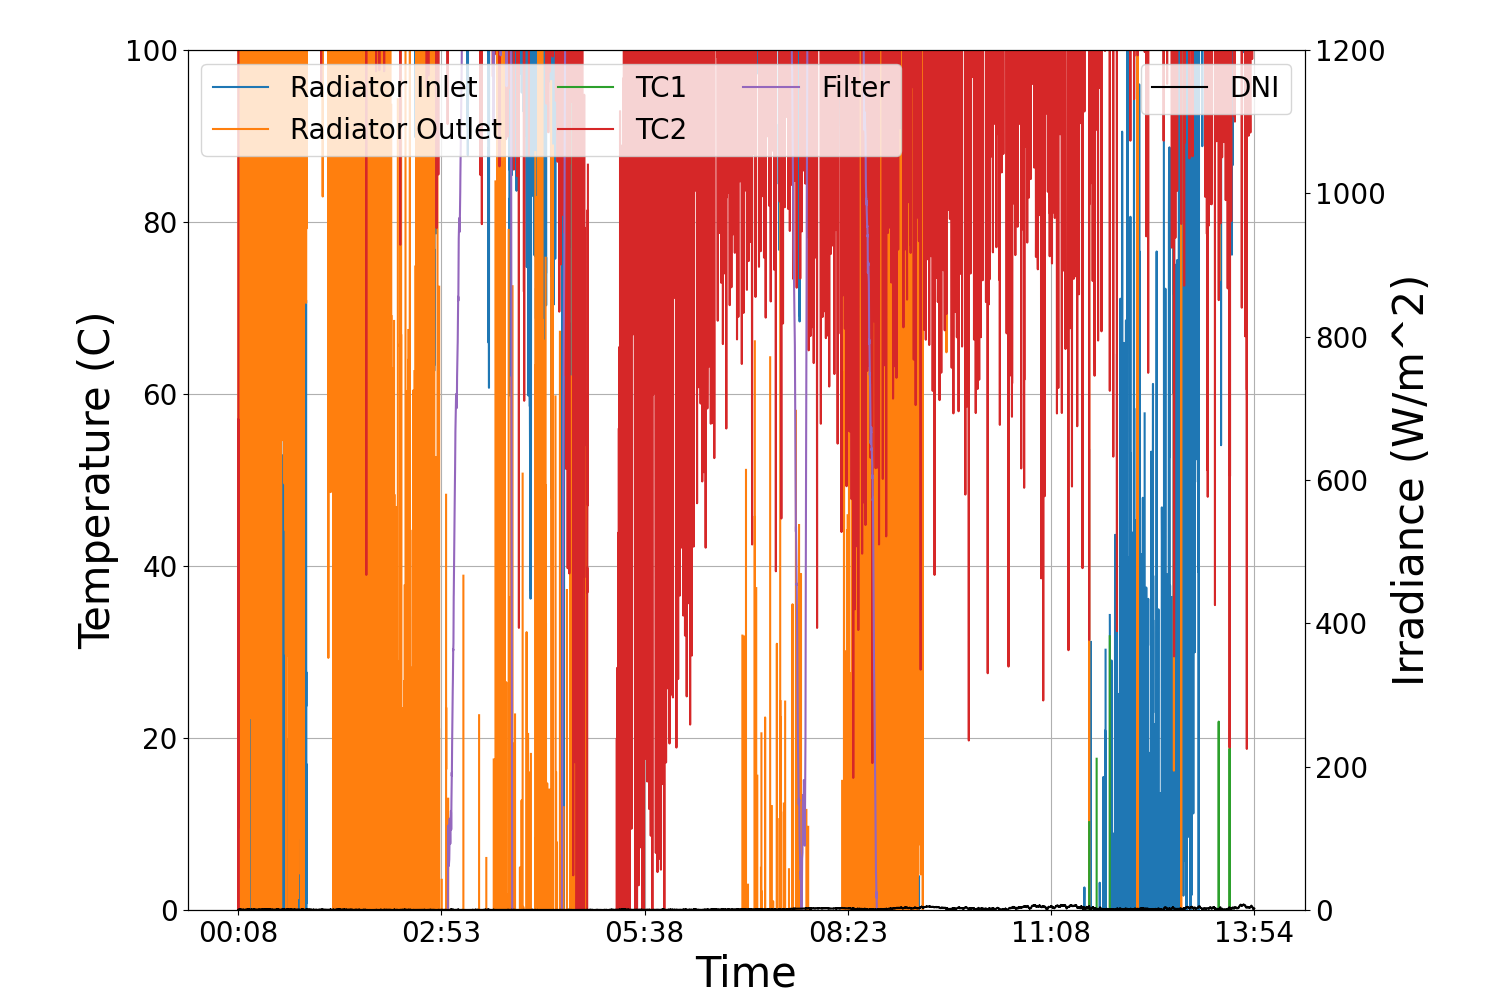 Radiator Inlet
Radiator Outlet
TC1
TC2
Filter
DNI
Temperature (C)
100
80
60
40
20
0
Irradiance (W/m^2)
1200
1000
800
600
400
200
0
00:08 02:53 05:38 08:23 11:08 13:54
Time